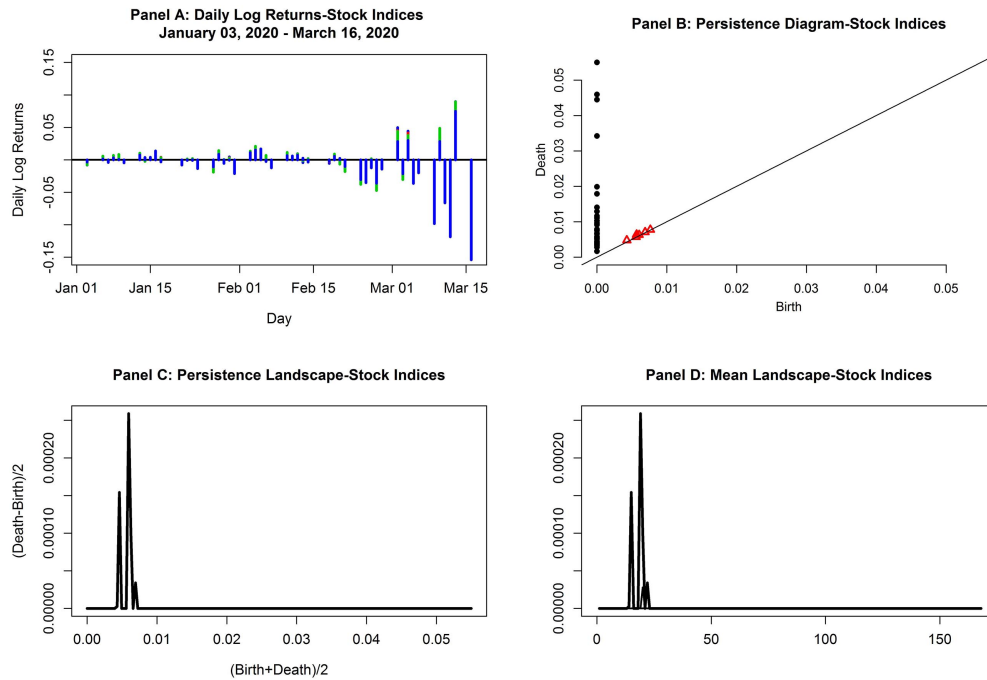 Panel A: Daily Log Returns-Stock Indices
January 03, 2020 - March 16, 2020
0.15
0.05
-0.05
-0.15
Daily Log Returns
Jan 01
Jan 15
Feb 01
Feb 15
Mar 01
Mar 15
Day
Panel B: Persistence Diagram-Stock Indices
0.05
0.04
0.03
0.02
0.01
0.00
Death
0.00
0.01
0.02
0.03
0.04
0.05
Birth
Panel C: Persistence Landscape-Stock Indices
0.00020
0.00010
0.00000
(Death-Birth)/2
0.00
0.01
0.02
0.03
0.04
0.05
(Birth+Death)/2
Panel D: Mean Landscape-Stock Indices
0.00020
0.00010
0.00000
0
50
100
150